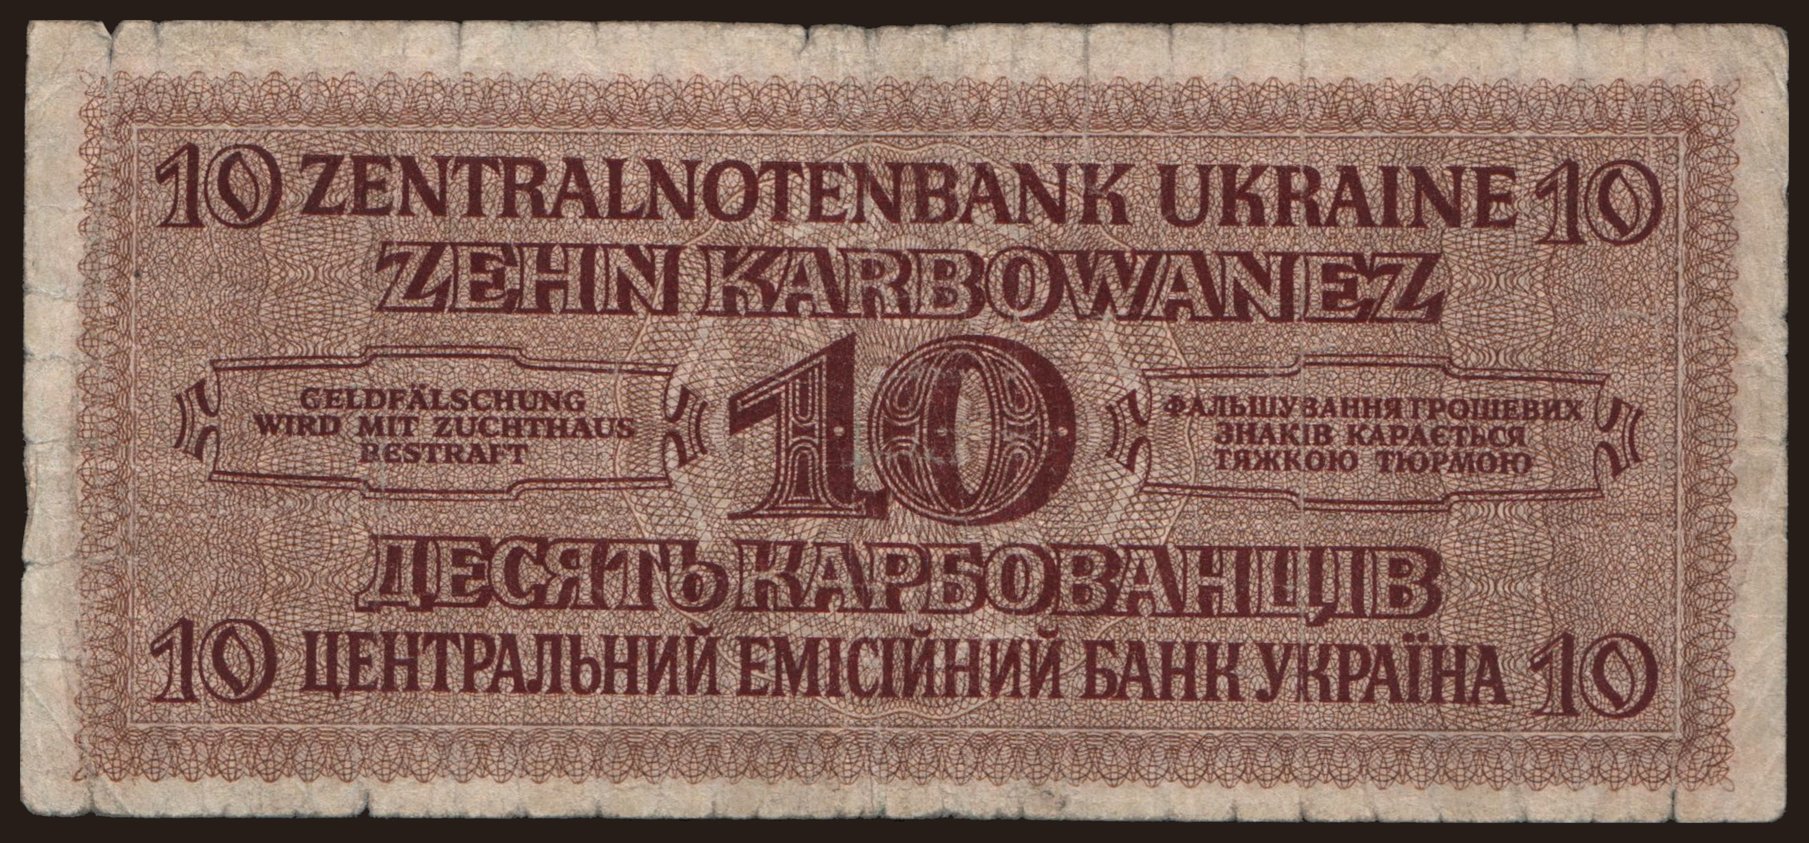 10 ZENTRALNOTENBANK UKRAINE 10
ZEHN KARBOWANEZ
GELDFÄLSCHUNG
WIRD MIT ZUCHTHAUS
BESTRAFT
10
ФАЛЬШУВАННЯ ГРОШЕВИХ
ЗНАКІВ КАРАЄТЬСЯ
ТЯЖКОЮ ТЮРМОЮ
ДЕСЯТЬ КАРБОВАНЦІВ
10 ЦЕНТРАЛЬНИЙ ЕМІСІЙНИЙ БАНК УКРАЇНА 10